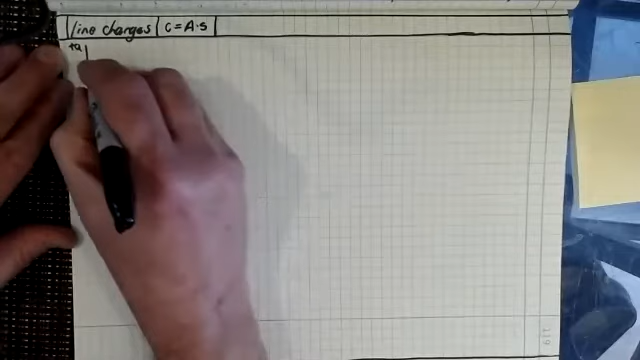 line charges C = A·s
+q